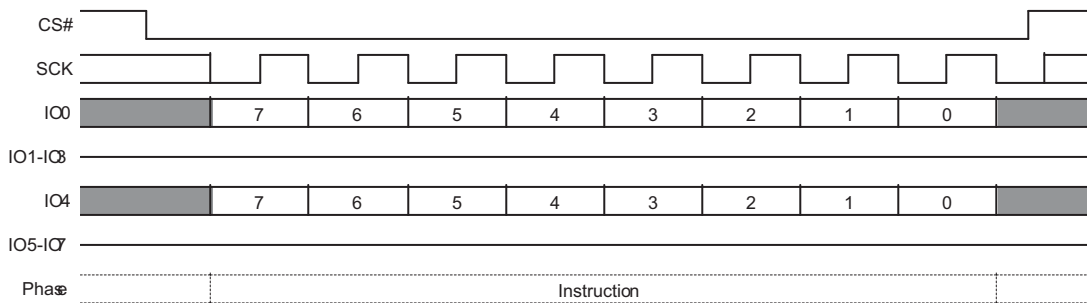 CS#
SCK
IO0 7 6 5 4 3 2 1 0
IO1-IO3
IO4 7 6 5 4 3 2 1 0
IO5-IO7
Phase Instruction